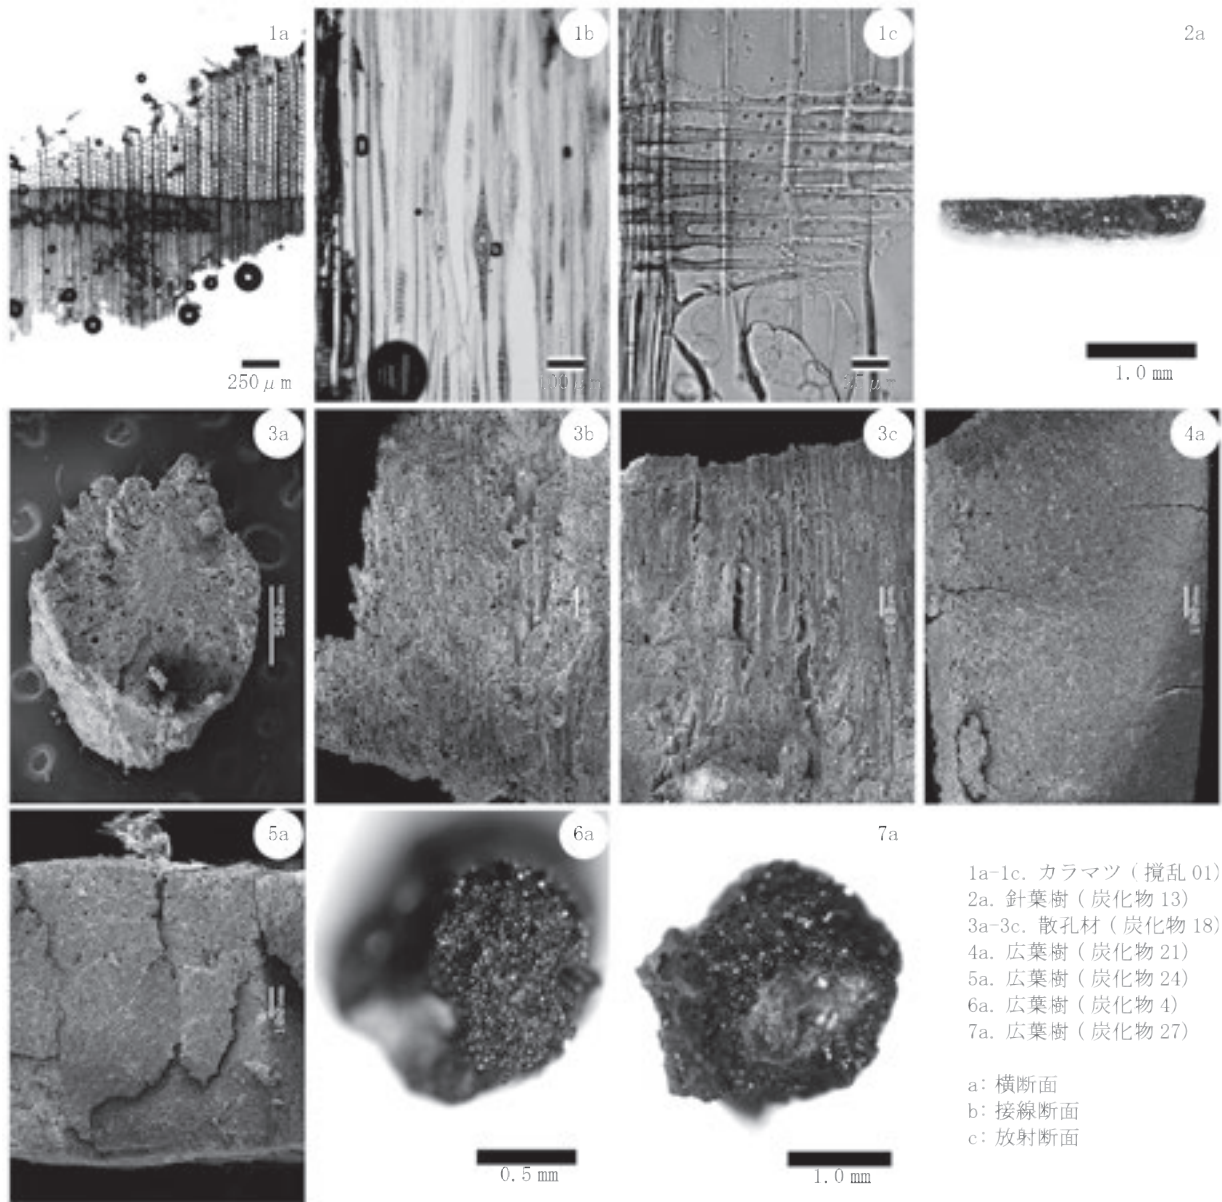 1a
1b
1c
2a
250μm
100μm
1.0 mm
3a
3b
3c
4a
5a
6a
7a
0.5 mm
1.0 mm
1a-1c. カラマツ ( 撹乱 01)
2a. 針葉樹 ( 炭化物 13)
3a-3c. 散孔材 ( 炭化物 18)
4a. 広葉樹 ( 炭化物 21)
5a. 広葉樹 ( 炭化物 24)
6a. 広葉樹 ( 炭化物 4)
7a. 広葉樹 ( 炭化物 27)
a: 横断面
b: 接線断面
c: 放射断面